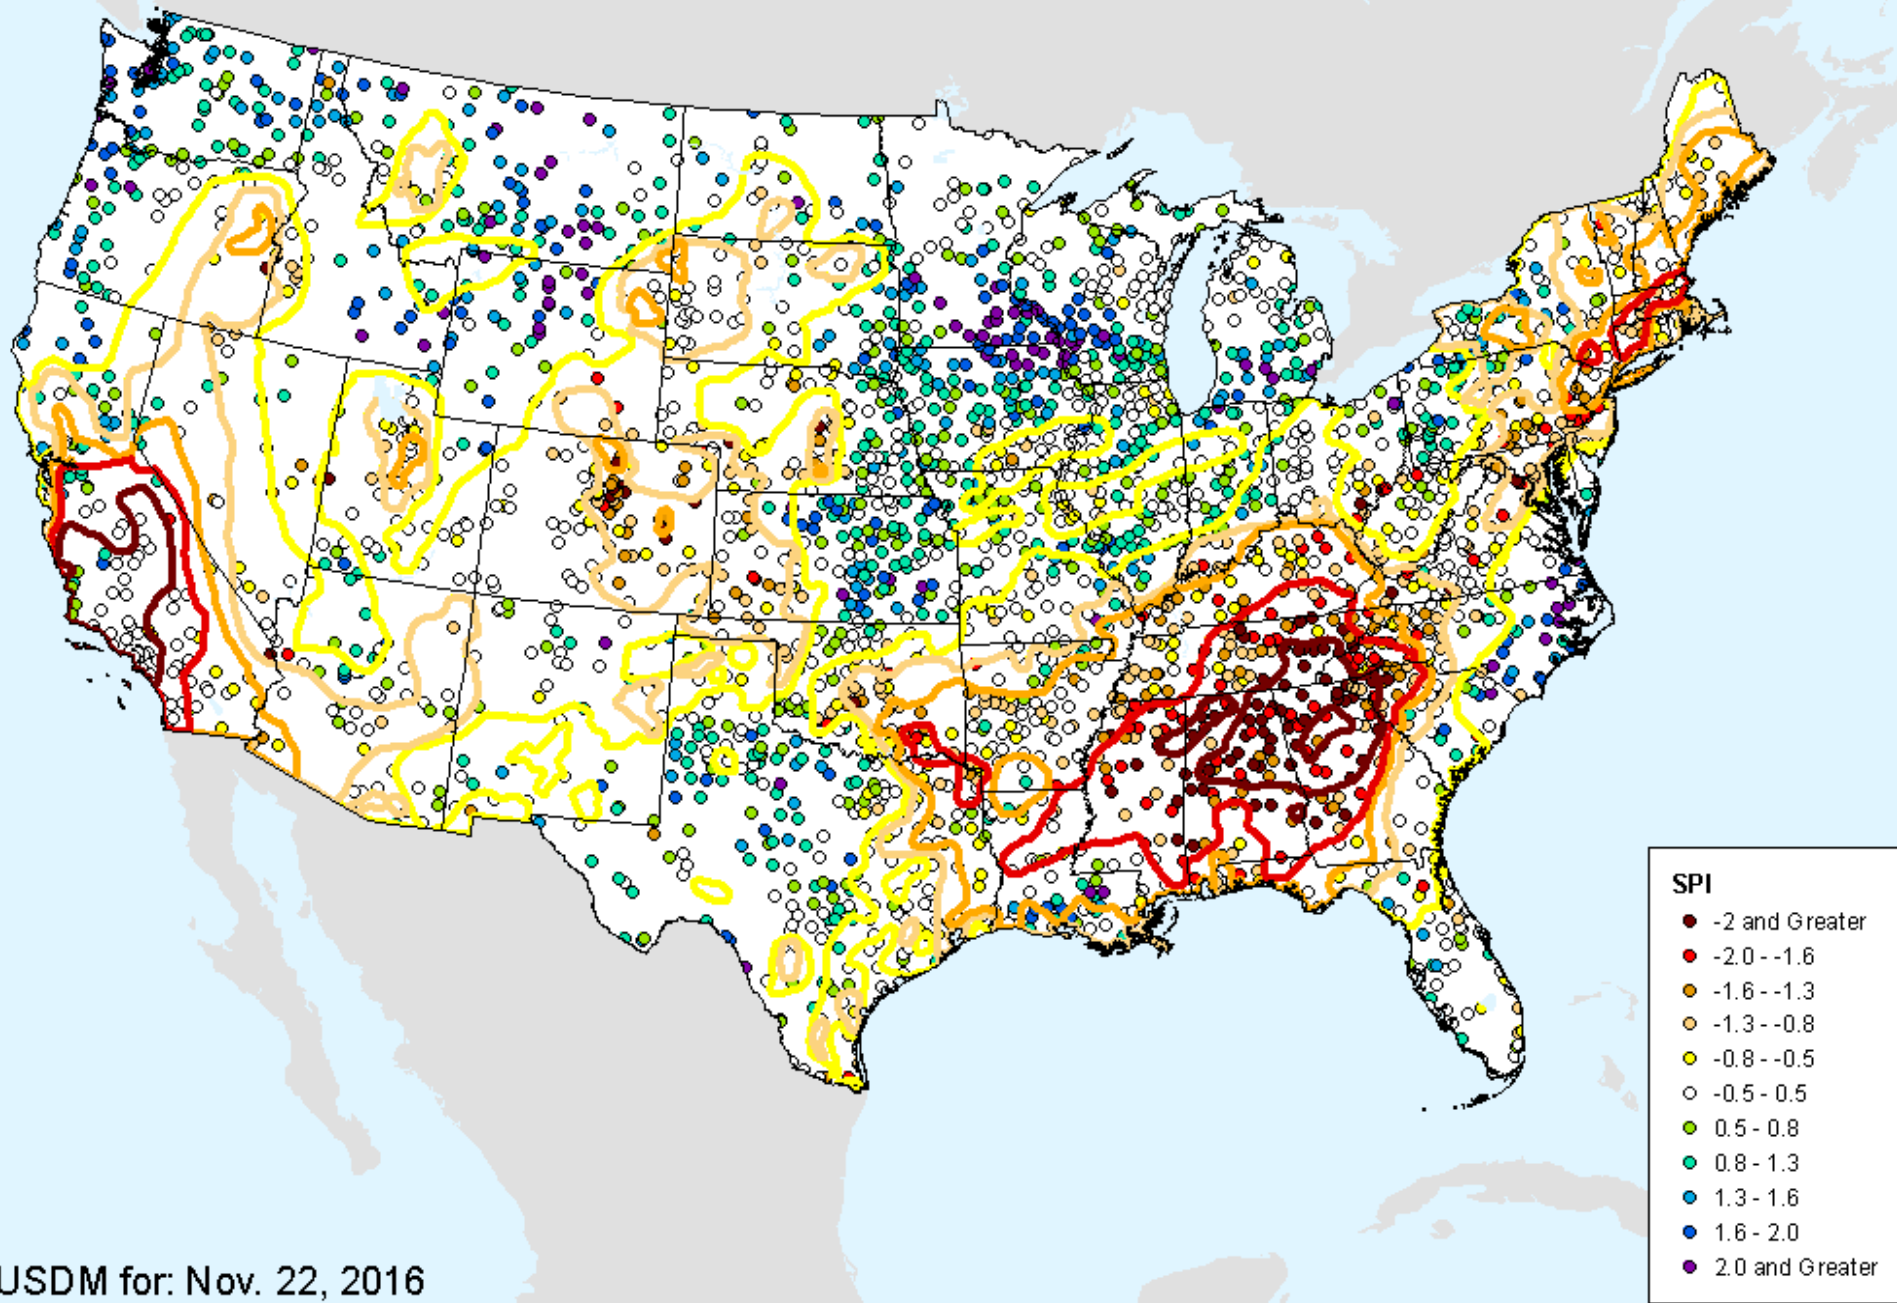 SPI
-2 and Greater
-2.0 - -1.6
-1.6 - -1.3
-1.3 - -0.8
-0.8 - -0.5
-0.5 - 0.5
0.5 - 0.8
0.8 - 1.3
1.3 - 1.6
1.6 - 2.0
2.0 and Greater
USDM for: Nov. 22, 2016